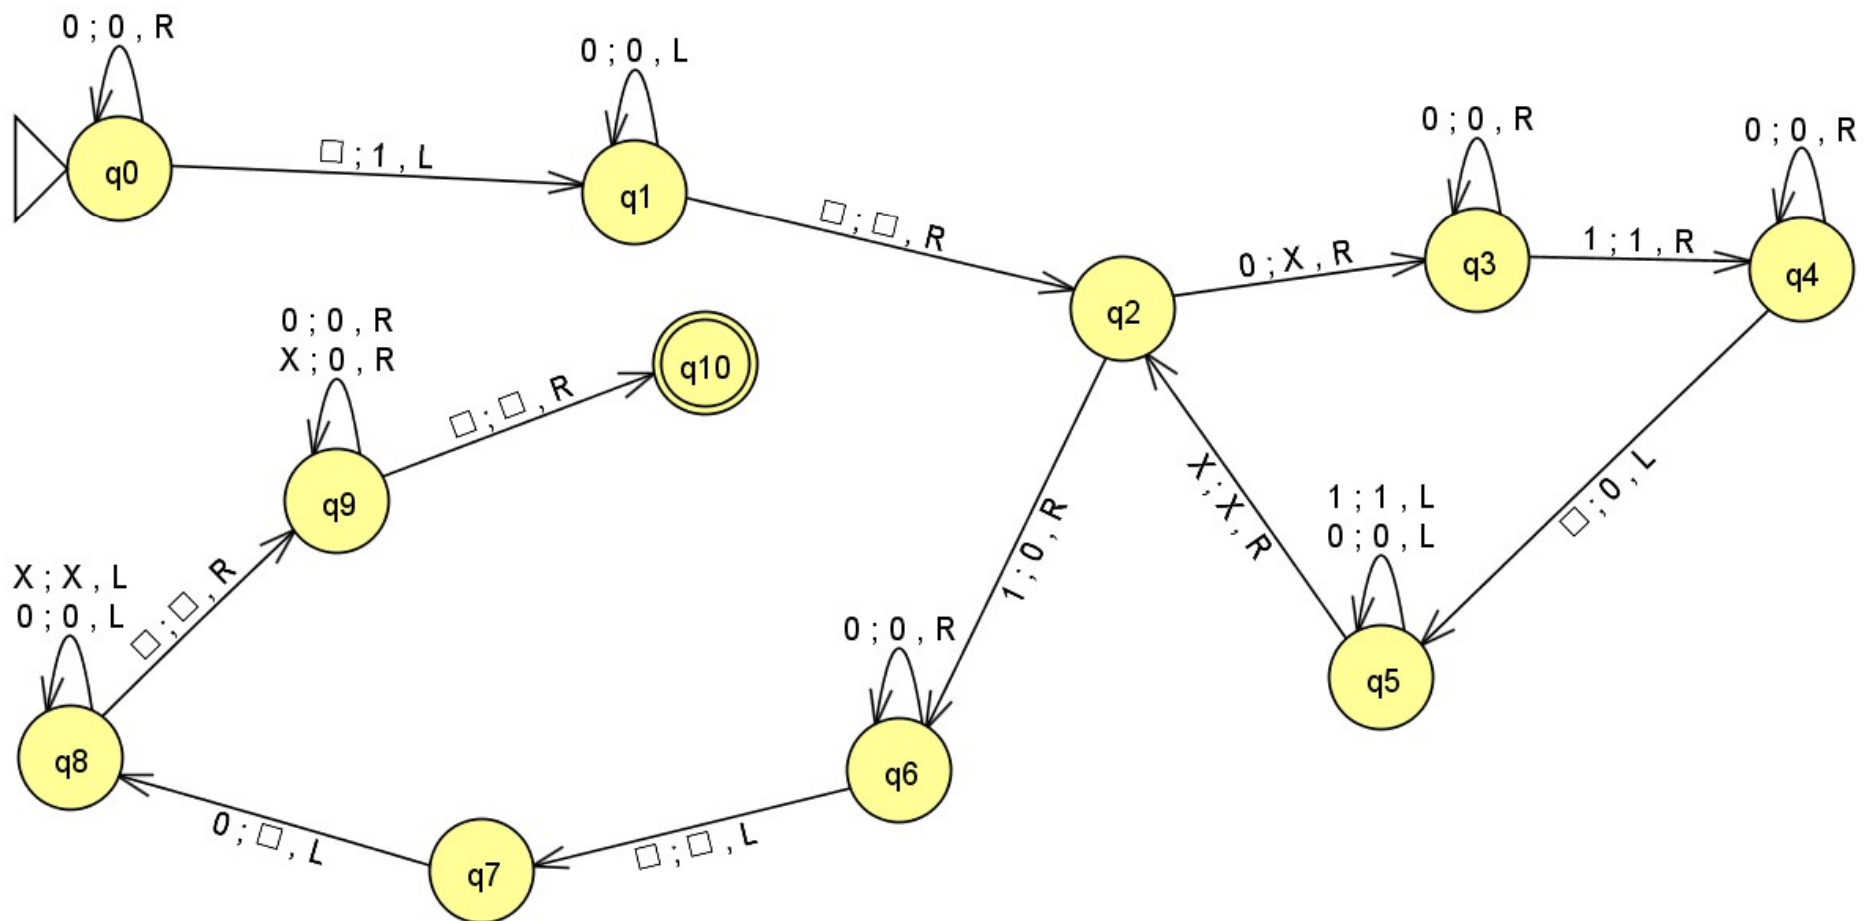 0 ; 0 , R
q0
□ ; 1 , L
0 ; 0 , L
q1
□ ; □ , R
q2
0 ; X , R
0 ; 0 , R
q3
1 ; 1 , R
0 ; 0 , R
q4
□ ; 0 , L
1 ; 1 , L
0 ; 0 , L
q5
X ; X , R
1 ; 0 , R
0 ; 0 , R
q6
□ ; □ , L
q7
0 ; □ , L
X ; X , L
0 ; 0 , L
q8
□ ; □ , R
0 ; 0 , R
X ; 0 , R
q9
□ ; □ , R
q10